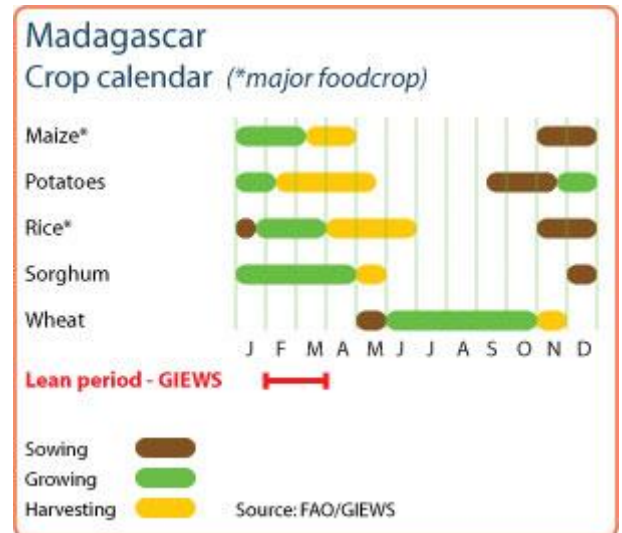 Madagascar
Crop calendar (*major foodcrop)
Maize*
Potatoes
Rice*
Sorghum
Wheat
J F M A M J J A S O N D
Lean period - GIEWS
Sowing
Growing
Harvesting Source: FAO/GIEWS